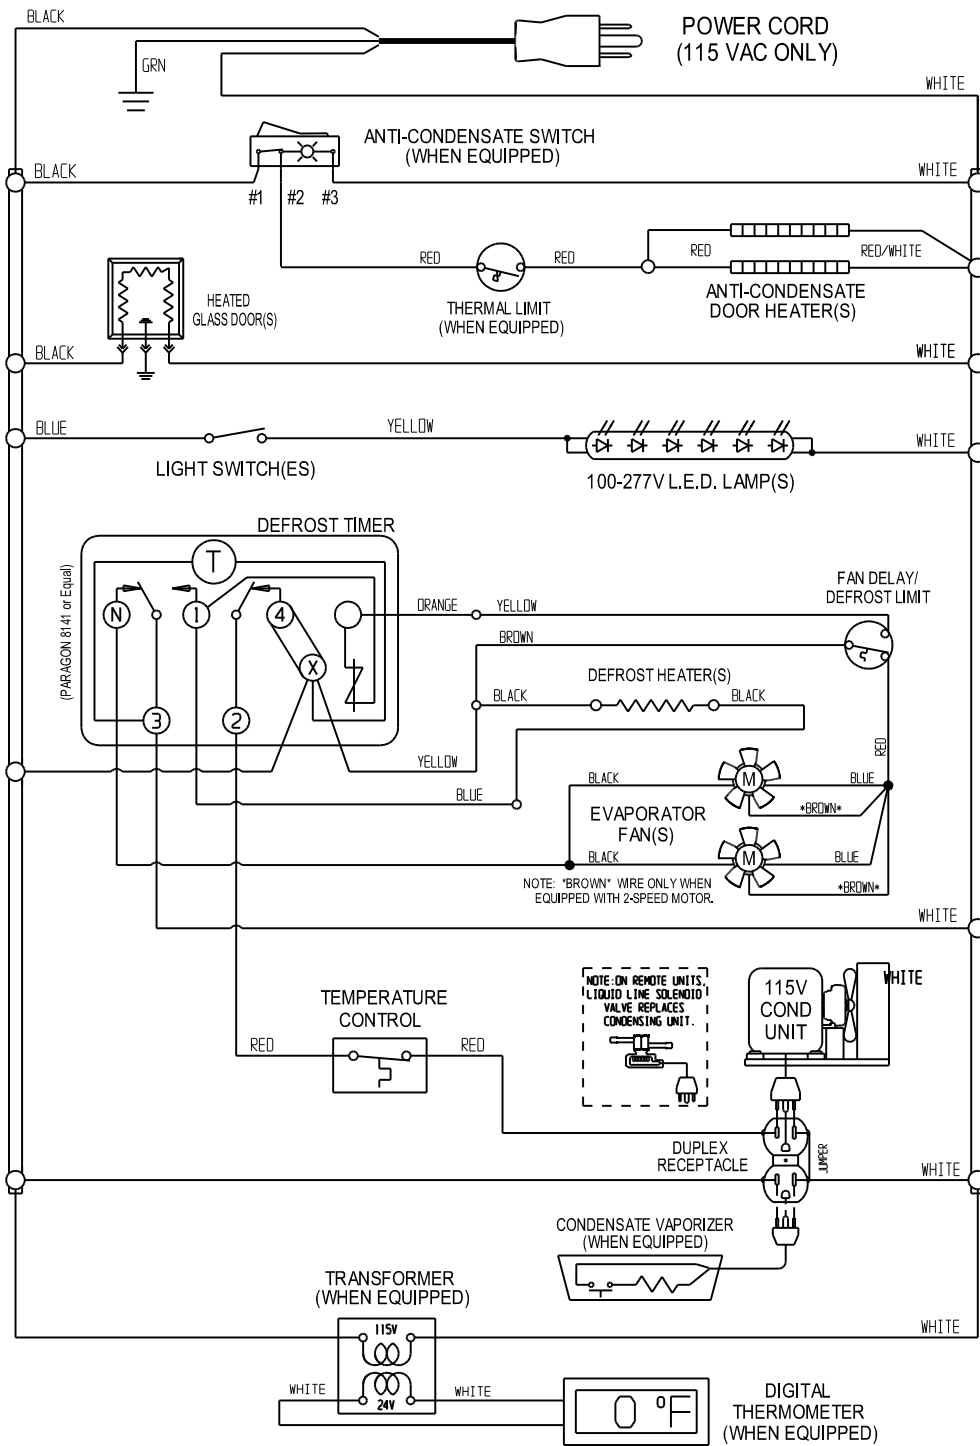 BLACK
POWER CORD
(115 VAC ONLY)
GRN
WHITE
ANTI-CONDENSATE SWITCH
(WHEN EQUIPPED)
BLACK
WHITE
#1 #2 #3
RED
RED
RED
RED/WHITE
HEATED
GLASS DOOR(S)
THERMAL LIMIT
(WHEN EQUIPPED)
ANTI-CONDENSATE
DOOR HEATER(S)
BLACK
WHITE
BLUE
YELLOW
WHITE
LIGHT SWITCH(ES)
100-277V L.E.D. LAMP(S)
DEFROST TIMER
(PARAGON 8141 or Equal)
T
N
1
4
X
3
2
ORANGE
YELLOW
FAN DELAY/
DEFROST LIMIT
BROWN
DEFROST HEATER(S)
BLACK
BLACK
RED
YELLOW
BLUE
BLACK
M
BLUE
*BROWN*
EVAPORATOR
FAN(S)
BLACK
M
BLUE
*BROWN*
NOTE: *BROWN* WIRE ONLY WHEN
EQUIPPED WITH 2-SPEED MOTOR.
WHITE
NOTE:ON REMOTE UNITS,
LIQUID LINE SOLENOID
VALVE REPLACES
CONDENSING UNIT.
115V
COND
UNIT
WHITE
TEMPERATURE
CONTROL
RED
RED
DUPLEX
RECEPTACLE
*
JUMPER
WHITE
CONDENSATE VAPORIZER
(WHEN EQUIPPED)
TRANSFORMER
(WHEN EQUIPPED)
115V
WHITE
24V
WHITE
WHITE
0 °F
DIGITAL
THERMOMETER
(WHEN EQUIPPED)